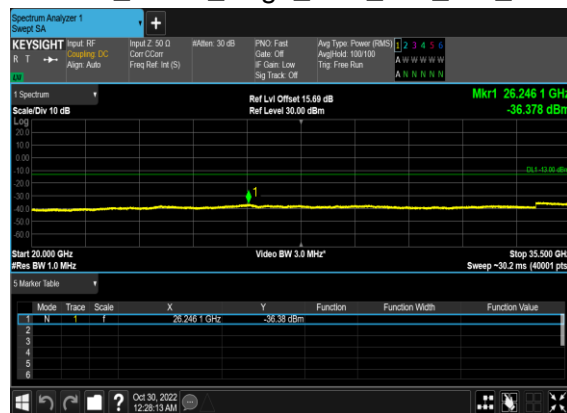 Spectrum Analyzer 1
Swept SA
KEYSIGHT
R T
Input: RF
Coupling: DC
Align: Auto
Input Z: 50 Ω
Corr CCorr
Freq Ref: Int (S)
#Atten: 30 dB
PNO: Fast
Gate: Off
IF Gain: Low
Sig Track: Off
Avg Type: Power (RMS)
Avg|Hold: 100/100
Trig: Free Run
1 2 3 4 5 6
A W W W W W
A N N N N N
1 Spectrum
Scale/Div 10 dB
Ref Lvl Offset 15.69 dB
Ref Level 30.00 dBm
Mkr1 26.246 1 GHz
-36.378 dBm
Log
20.0
10.0
0.00
-10.0
-20.0
-30.0
-40.0
-50.0
-60.0
DL1 -13.00 dBm
1
Start 20.000 GHz
#Res BW 1.0 MHz
Video BW 3.0 MHz*
Stop 35.500 GHz
Sweep ~30.2 ms (40001 pts)
5 Marker Table
Mode Trace Scale X Y Function Function Width Function Value
1 N 1 f 26.246 1 GHz -36.38 dBm
2
3
4
5
6
?
Oct 30, 2022
12:28:13 AM